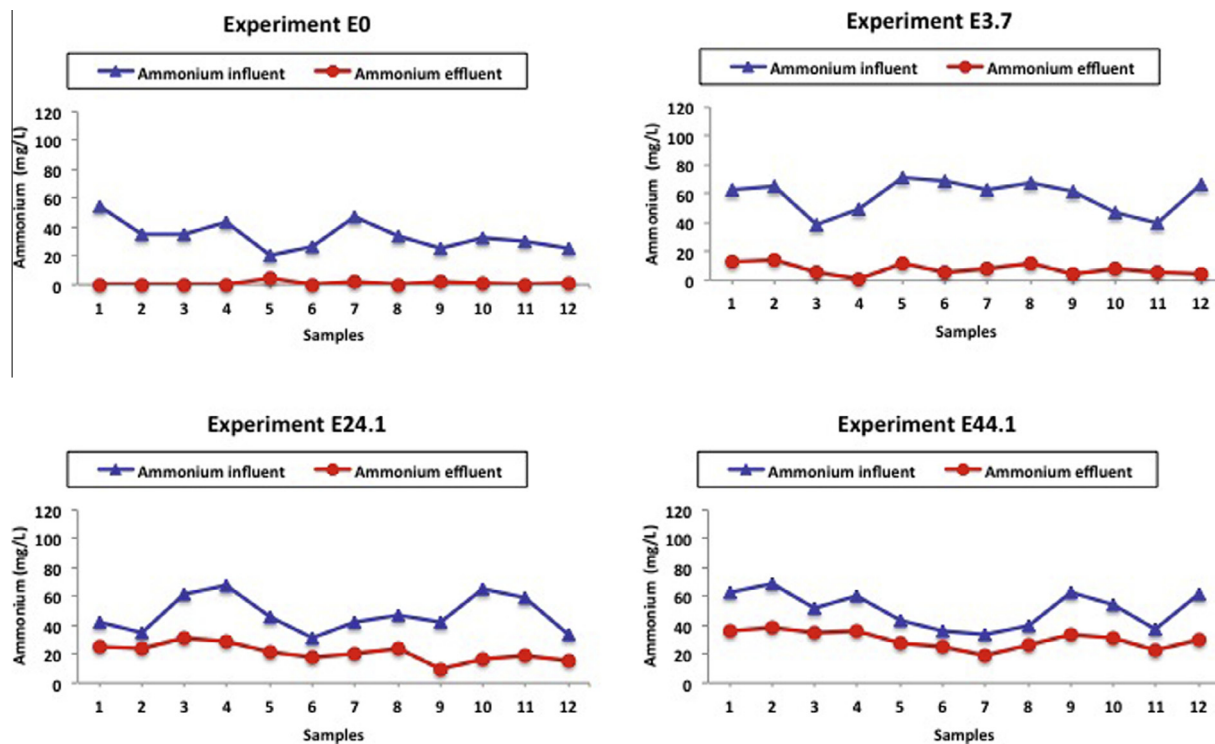 Experiment E0
Ammonium influent Ammonium effluent
Ammonium (mg/L)
120
100
80
60
40
20
0
1 2 3 4 5 6 7 8 9 10 11 12
Samples
Experiment E3.7
Ammonium influent Ammonium effluent
Ammonium (mg/L)
120
100
80
60
40
20
0
1 2 3 4 5 6 7 8 9 10 11 12
Samples
Experiment E24.1
Ammonium influent Ammonium effluent
Ammonium (mg/L)
120
100
80
60
40
20
0
1 2 3 4 5 6 7 8 9 10 11 12
Samples
Experiment E44.1
Ammonium influent Ammonium effluent
Ammonium (mg/L)
120
100
80
60
40
20
0
1 2 3 4 5 6 7 8 9 10 11 12
Samples